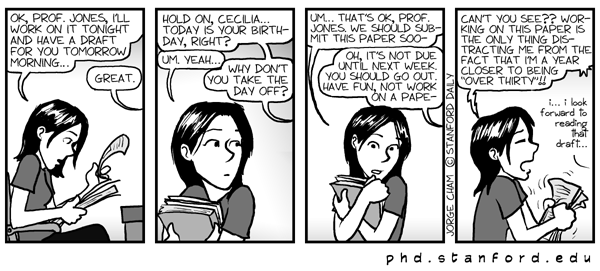 OK, PROF. JONES, I'LL
WORK ON IT TONIGHT
AND HAVE A DRAFT
FOR YOU TOMORROW
MORNING...
GREAT.
HOLD ON, CECILIA...
TODAY IS YOUR BIRTH-
DAY, RIGHT?
UM. YEAH...
WHY DON'T
YOU TAKE THE
DAY OFF?
UM... THAT'S OK, PROF.
JONES. WE SHOULD SUB-
MIT THIS PAPER SOO-
OH, IT'S NOT DUE
UNTIL NEXT WEEK.
YOU SHOULD GO OUT.
HAVE FUN, NOT WORK
ON A PAPE-
JORGE CHAM © STANFORD DAILY
CAN'T YOU SEE?? WOR-
KING ON THIS PAPER IS
THE ONLY THING DIS-
TRACTING ME FROM THE
FACT THAT I'M A YEAR
CLOSER TO BEING
"OVER THIRTY"!!
i... i look
forward to
reading
that
draft...
phd.stanford.edu